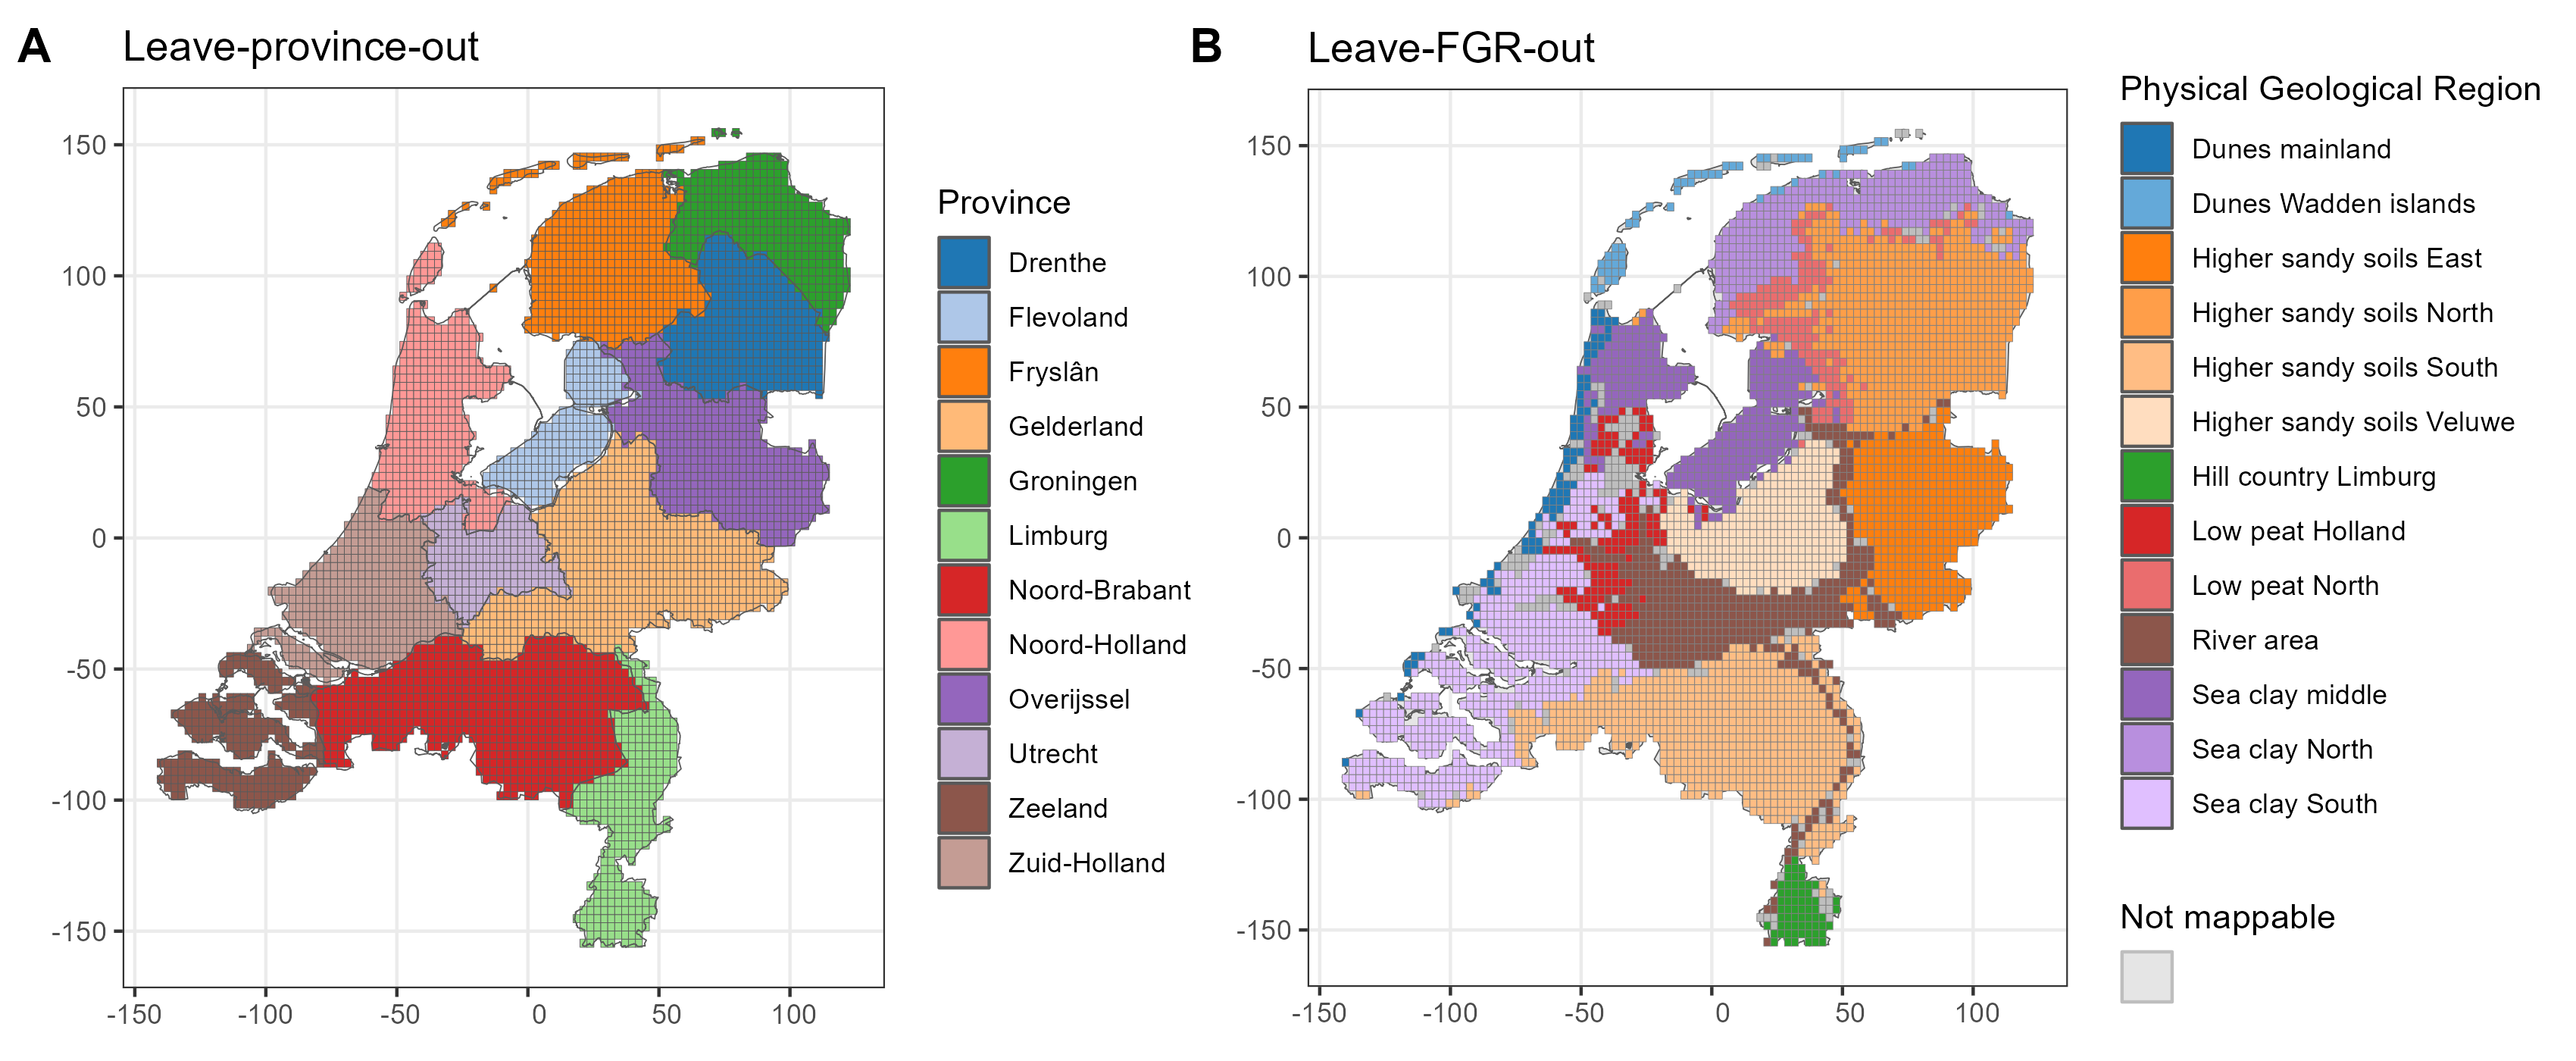 A
Leave-province-out
150
100
50
0
-50
-100
-150
-150
-100
-50
0
50
100
Province
Drenthe
Flevoland
Fryslân
Gelderland
Groningen
Limburg
Noord-Brabant
Noord-Holland
Overijssel
Utrecht
Zeeland
Zuid-Holland
B
Leave-FGR-out
150
100
50
0
-50
-100
-150
-150
-100
-50
0
50
100
Physical Geological Region
Dunes mainland
Dunes Wadden islands
Higher sandy soils East
Higher sandy soils North
Higher sandy soils South
Higher sandy soils Veluwe
Hill country Limburg
Low peat Holland
Low peat North
River area
Sea clay middle
Sea clay North
Sea clay South
Not mappable